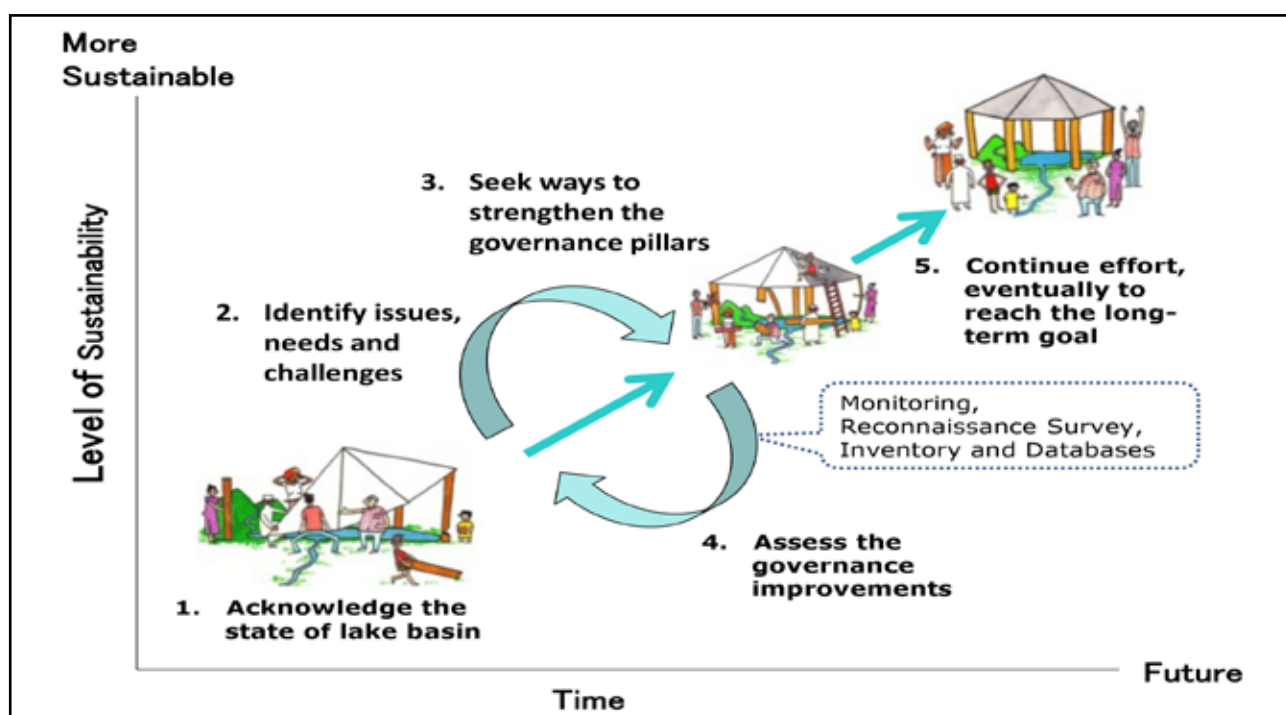 More
Sustainable
Level of Sustainability
3. Seek ways to
strengthen the
governance pillars
2. Identify issues,
needs and
challenges
5. Continue effort,
eventually to
reach the long-
term goal
Monitoring,
Reconnaissance Survey,
Inventory and Databases
4. Assess the
governance
improvements
1. Acknowledge the
state of lake basin
Future
Time